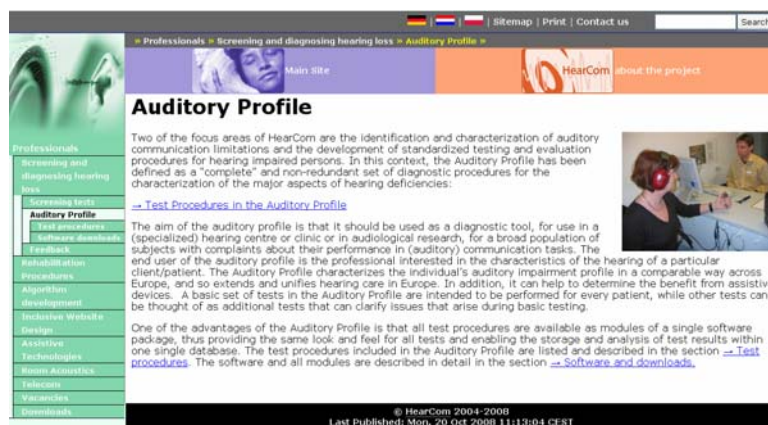 | Sitemap | Print | Contact us Search
» Professionals » Screening and diagnosing hearing loss » Auditory Profile »
Main Site HearCom about the project
Auditory Profile
Two of the focus areas of HearCom are the identification and characterization of auditory
communication limitations and the development of standardized testing and evaluation
procedures for hearing impaired persons. In this context, the Auditory Profile has been
defined as a "complete" and non-redundant set of diagnostic procedures for the
characterization of the major aspects of hearing deficiencies:
→ Test Procedures in the Auditory Profile
The aim of the auditory profile is that it should be used as a diagnostic tool, for use in a
(specialized) hearing centre or clinic or in audiological research, for a broad population of
subjects with complaints about their performance in (auditory) communication tasks. The
end user of the auditory profile is the professional interested in the characteristics of the hearing of a particular
client/patient. The Auditory Profile characterizes the individual's auditory impairment profile in a comparable way across
Europe, and so extends and unifies hearing care in Europe. In addition, it can help to determine the benefit from assistiv
devices. A basic set of tests in the Auditory Profile are intended to be performed for every patient, while other tests can
be thought of as additional tests that can clarify issues that arise during basic testing.
One of the advantages of the Auditory Profile is that all test procedures are available as modules of a single software
package, thus providing the same look and feel for all tests and enabling the storage and analysis of test results within
one single database. The test procedures included in the Auditory Profile are listed and described in the section → Test
procedures. The software and all modules are described in detail in the section → Software and downloads.
Professionals
Screening and
diagnosing hearing
loss
Screening tests
Auditory Profile
Test procedures
Software downloads
Feedback
Rehabilitation
Procedures
Algorithm
development
Inclusive Website
Design
Assistive
Technologies
Room Acoustics
Telecom
Vacancies
Downloads
© HearCom 2004-2008
Last Published: Mon, 20 Oct 2008 11:13:04 CEST